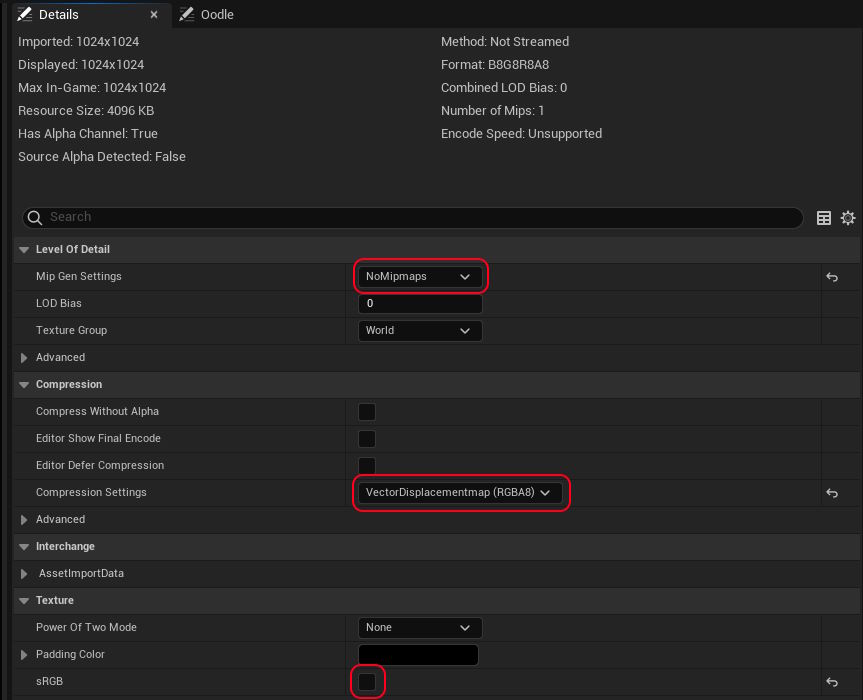 Details
Oodle
Imported: 1024x1024
Method: Not Streamed
Displayed: 1024x1024
Format: B8G8R8A8
Max In-Game: 1024x1024
Combined LOD Bias: 0
Resource Size: 4096 KB
Number of Mips: 1
Has Alpha Channel: True
Encode Speed: Unsupported
Source Alpha Detected: False
Search
Level Of Detail
Mip Gen Settings NoMipmaps
LOD Bias 0
Texture Group World
Advanced
Compression
Compress Without Alpha
Editor Show Final Encode
Editor Defer Compression
Compression Settings VectorDisplacementmap (RGBA8)
Advanced
Interchange
AssetImportData
Texture
Power Of Two Mode None
Padding Color
sRGB